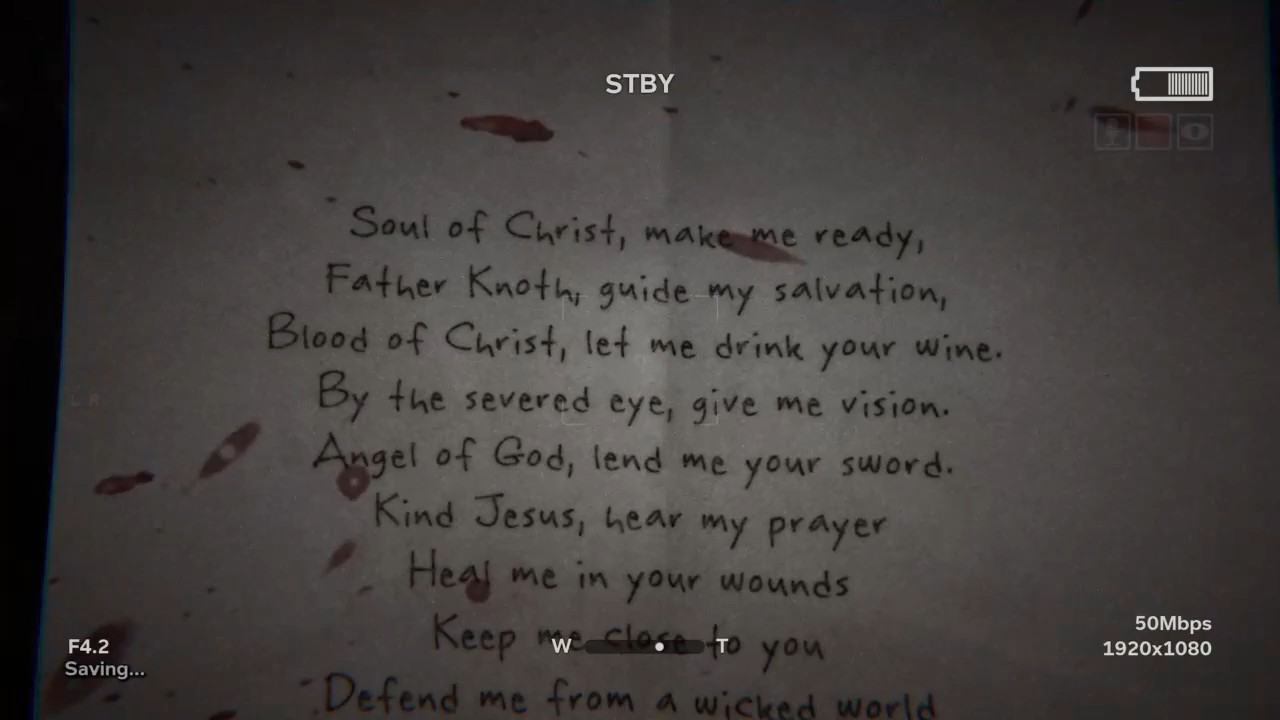 STBY
Soul of Christ, make me ready,
Father Knoth, guide my salvation,
Blood of Christ, let me drink your wine.
By the severed eye, give me vision.
Angel of God, lend me your sword.
Kind Jesus, hear my prayer
Heal me in your wounds
Keep me close to you
Defend me from a wicked world
F4.2
Saving...
W T
50Mbps
1920x1080
L R